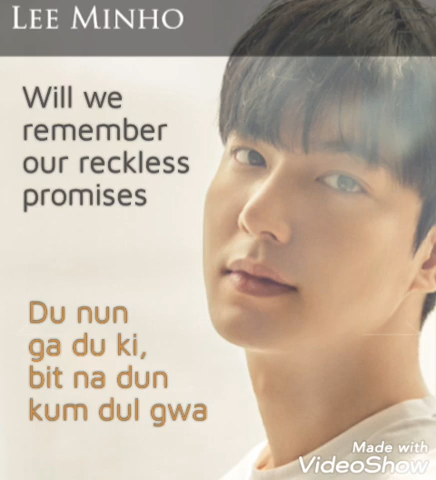 LEE MINHO
Will we
remember
our reckless
promises
Du nun
ga du ki,
bit na dun
kum dul gwa
Made with
VideoShow